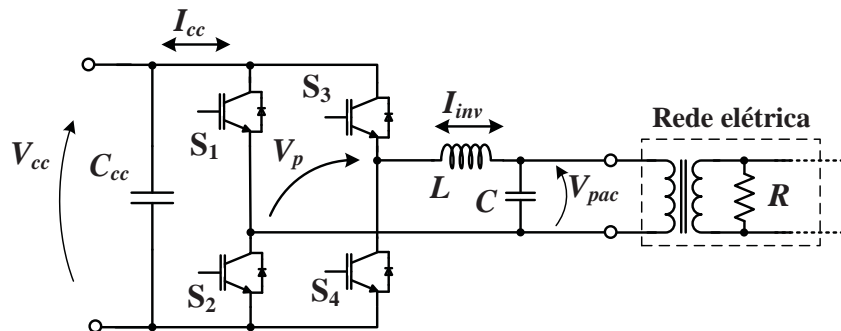 I_cc
S_3
I_inv
Rede elétrica
S_1
V_p
V_cc
C_cc
L
C
V_pac
R
S_2
S_4